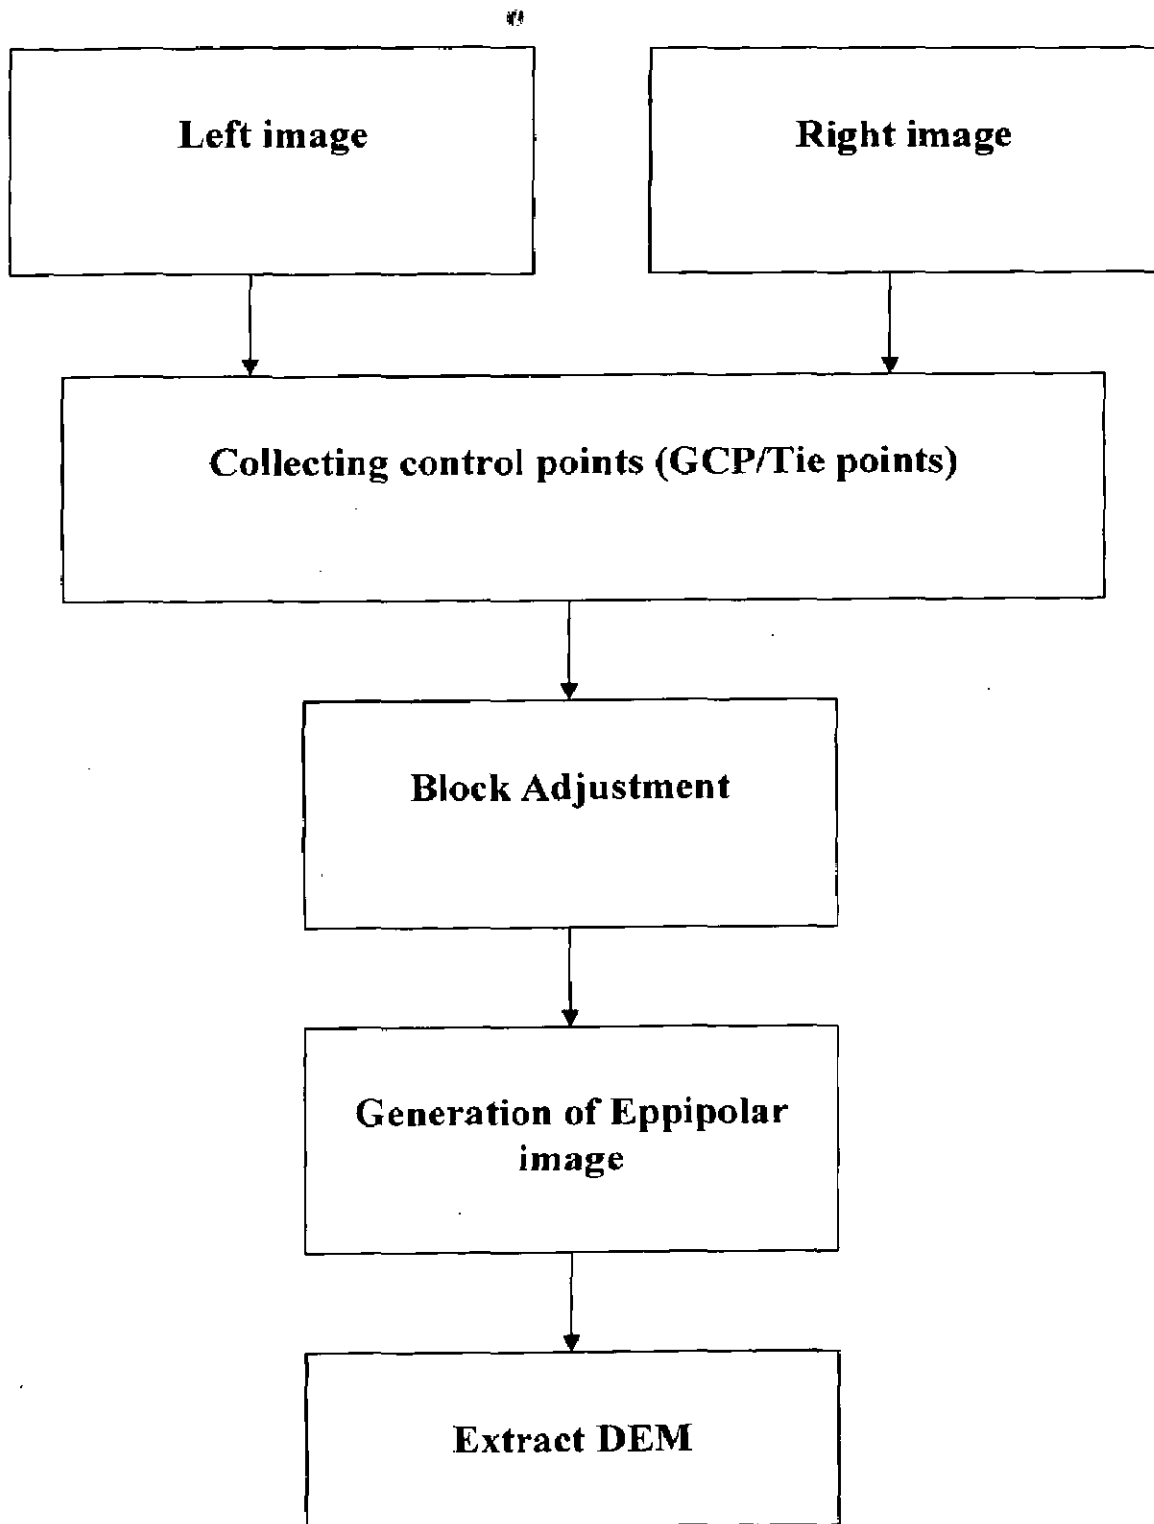 Left image
Right image
Collecting control points (GCP/Tie points)
Block Adjustment
Generation of Eppipolar
image
Extract DEM